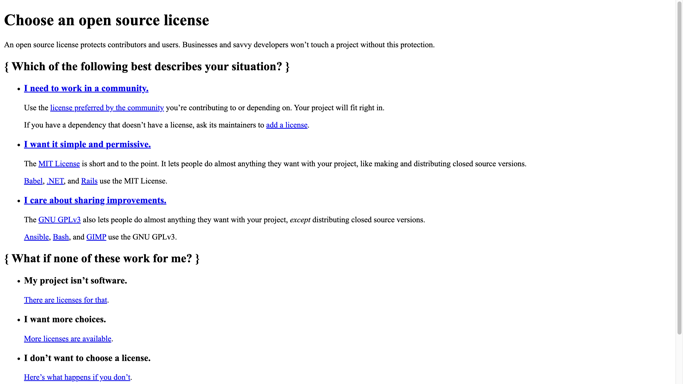 Choose an open source license
An open source license protects contributors and users. Businesses and savvy developers won’t touch a project without this protection.
{ Which of the following best describes your situation? }
I need to work in a community.
Use the license preferred by the community you’re contributing to or depending on. Your project will fit right in.
If you have a dependency that doesn’t have a license, ask its maintainers to add a license.
I want it simple and permissive.
The MIT License is short and to the point. It lets people do almost anything they want with your project, like making and distributing closed source versions.
Babel, .NET, and Rails use the MIT License.
I care about sharing improvements.
The GNU GPLv3 also lets people do almost anything they want with your project, except distributing closed source versions.
Ansible, Bash, and GIMP use the GNU GPLv3.
{ What if none of these work for me? }
My project isn’t software.
There are licenses for that.
I want more choices.
More licenses are available.
I don’t want to choose a license.
Here’s what happens if you don’t.